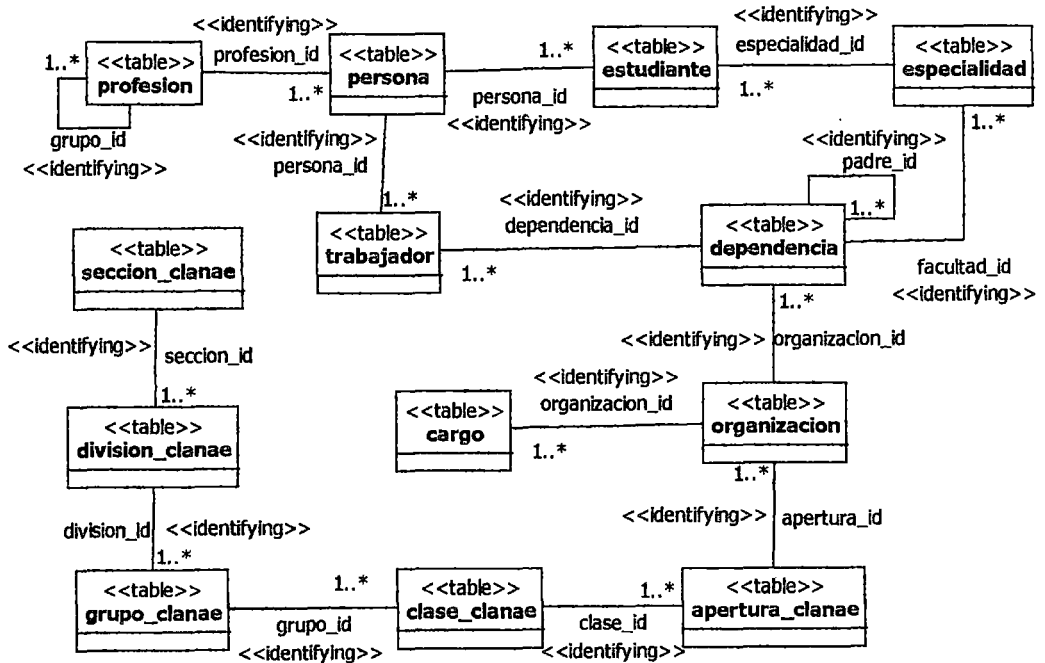 <<identifying>>
profesion_id
1..*
<<table>>
profesion
grupo_id
<<identifying>>
<<table>>
persona
1..*
1..*
persona_id
<<identifying>>
<<table>>
estudiante
<<identifying>>
especialidad_id
1..*
<<table>>
especialidad
1..*
<<identifying>>
persona_id
1..*
<<table>>
trabajador
1..*
<<identifying>>
dependencia_id
<<identifying>>
padre_id
1..*
<<table>>
dependencia
1..*
facultad_id
<<identifying>>
<<table>>
seccion_clanae
<<identifying>>
seccion_id
1..*
<<table>>
division_clanae
<<identifying>>
organizacion_id
<<identifying>>
organizacion_id
<<table>>
cargo
1..*
<<table>>
organizacion
1..*
division_id
<<identifying>>
1..*
<<identifying>>
apertura_id
<<table>>
grupo_clanae
1..*
grupo_id
<<identifying>>
<<table>>
clase_clanae
1..*
clase_id
<<identifying>>
<<table>>
apertura_clanae